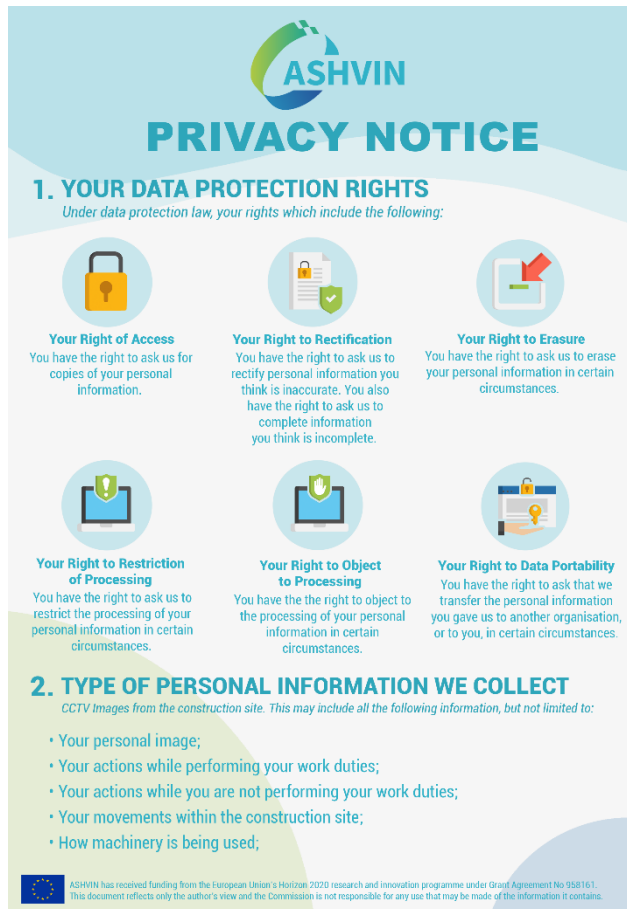 ASHVIN
PRIVACY NOTICE
1. YOUR DATA PROTECTION RIGHTS
Under data protection law, your rights which include the following:
Your Right of Access
You have the right to ask us for
copies of your personal
information.
Your Right to Rectification
You have the right to ask us to
rectify personal information you
think is inaccurate. You also
have the right to ask us to
complete information
you think is incomplete.
Your Right to Erasure
You have the right to ask us to erase
your personal information in certain
circumstances.
Your Right to Restriction
of Processing
You have the right to ask us to
restrict the processing of your
personal information in certain
circumstances.
Your Right to Object
to Processing
You have the the right to object to
the processing of your personal
information in certain
circumstances.
Your Right to Data Portability
You have the right to ask that we
transfer the personal information
you gave us to another organisation,
or to you, in certain circumstances.
2. TYPE OF PERSONAL INFORMATION WE COLLECT
CCTV Images from the construction site. This may include all the following information, but not limited to:
• Your personal image;
• Your actions while performing your work duties;
• Your actions while you are not performing your work duties;
• Your movements within the construction site;
• How machinery is being used;
ASHVIN has received funding from the European Union's Horizon 2020 research and innovation programme under Grant Agreement No 958161.
This document reflects only the author's view and the Commission is not responsible for any use that may be made of the information it contains.